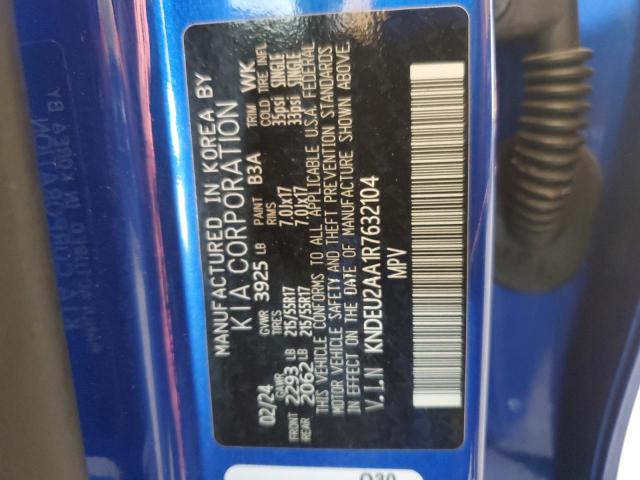 MANUFACTURED IN KOREA BY
KIA CORPORATION
02/24 GVWR 3925 LB PAINT B3A TRIM WK
GAWR TIRES RIMS COLD TIRE INFL
FRONT 2293 LB 215/55R17 7.0Jx17 35psi SINGLE
REAR 2062 LB 215/55R17 7.0Jx17 33psi SINGLE
THIS VEHICLE CONFORMS TO ALL APPLICABLE U.S.A. FEDERAL
MOTOR VEHICLE SAFETY AND THEFT PREVENTION STANDARDS
IN EFFECT ON THE DATE OF MANUFACTURE SHOWN ABOVE.
V.I.N KNDEU2AA1R7632104
MPV